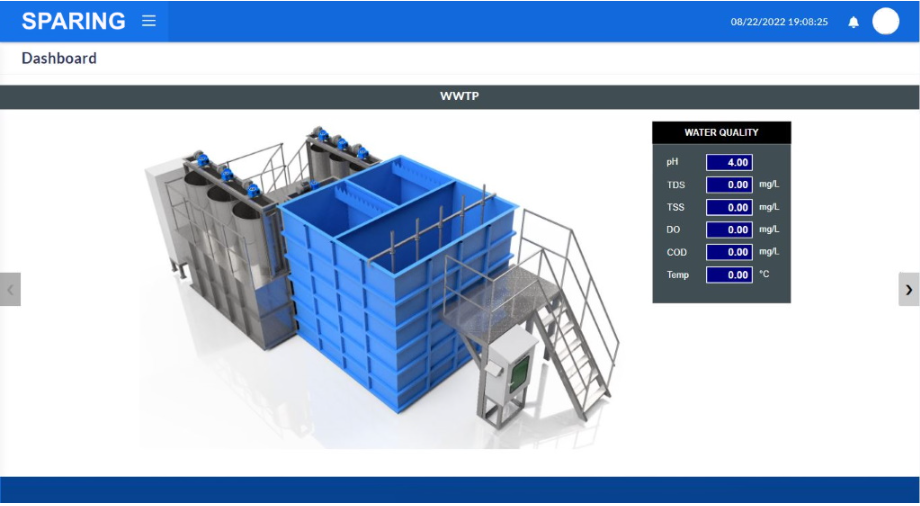 SPARING
08/22/2022 19:08:25
Dashboard
WWTP
WATER QUALITY
pH 4.00
TDS 0.00 mg/L
TSS 0.00 mg/L
DO 0.00 mg/L
COD 0.00 mg/L
Temp 0.00 °C